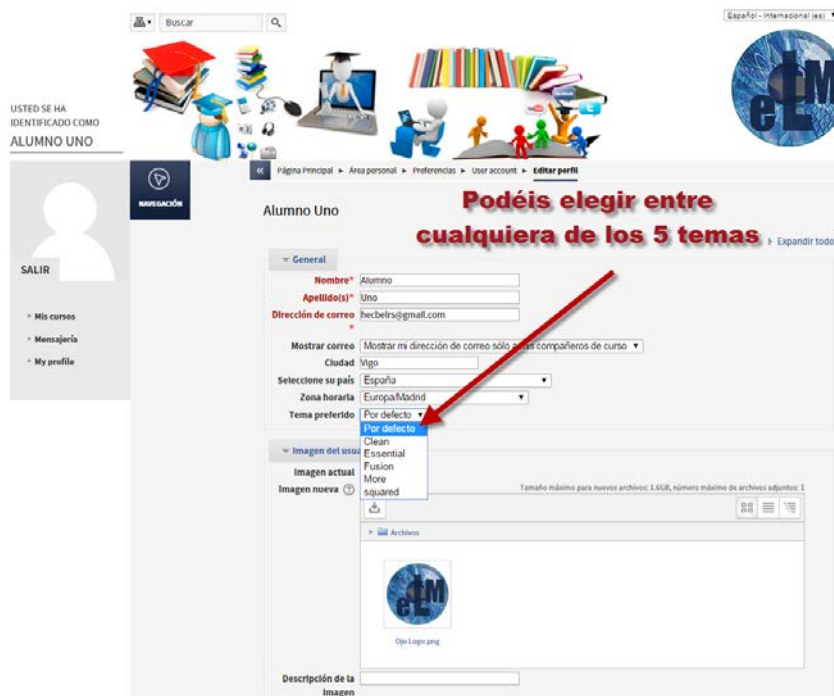 Buscar
Español - Internacional (es)
USTED SE HA
IDENTIFICADO COMO
ALUMNO UNO
SALIR
Mis cursos
Mensajería
My profile
NAVEGACIÓN
Página Principal ► Área personal ► Preferencias ► User account ► Editar perfil
Alumno Uno
Podéis elegir entre
cualquiera de los 5 temas
Expandir todo
General
Nombre* Alumno
Apellido(s)* Uno
Dirección de correo hecbelrs@gmail.com
*
Mostrar correo Mostrar mi dirección de correo sólo a mis compañeros de curso
Ciudad Vigo
Seleccione su país España
Zona horaria Europa/Madrid
Tema preferido Por defecto
Por defecto
Clean
Essential
Fusion
More
squared
Imagen del usua
Imagen actual
Imagen nueva
Tamaño máximo para nuevos archivos: 1.6GB, número máximo de archivos adjuntos: 1
Archivos
eLM
Ojo Logo.png
Descripción de la
imagen